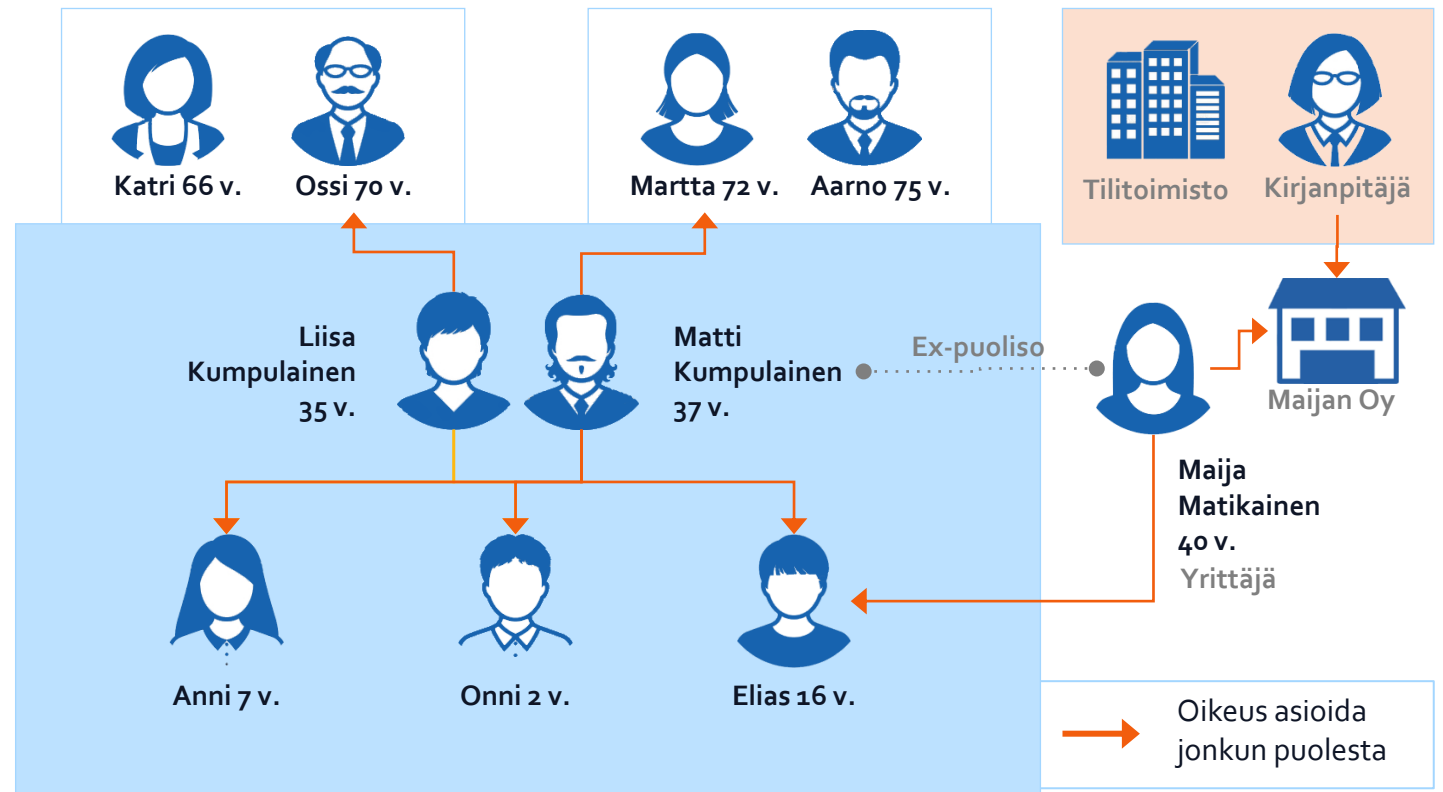 Katri 66 v.
Ossi 70 v.
Martta 72 v.
Aarno 75 v.
Tilitoimisto
Kirjanpitäjä
Liisa
Kumpulainen
35 v.
Matti
Kumpulainen
37 v.
Ex-puoliso
Maijan Oy
Maija
Matikainen
40 v.
Yrittäjä
Anni 7 v.
Onni 2 v.
Elias 16 v.
Oikeus asioida
jonkun puolesta